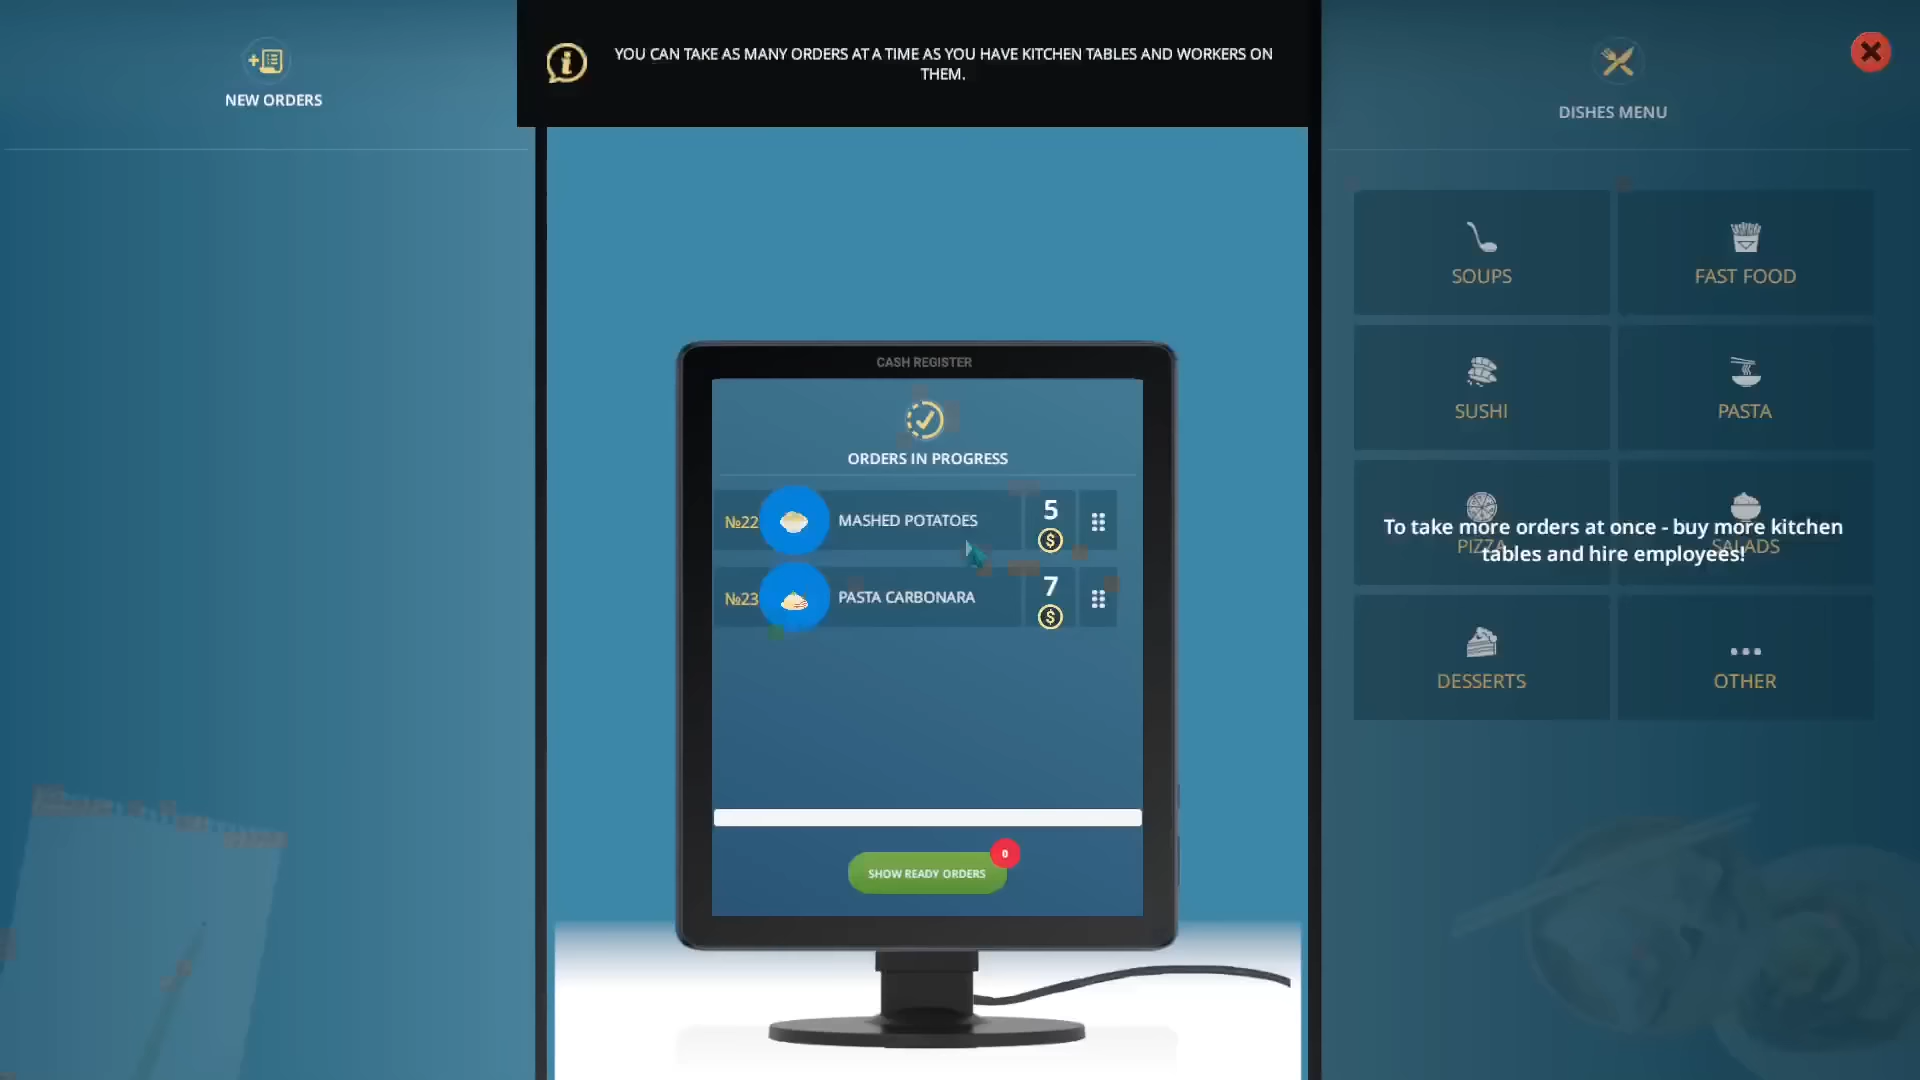 NEW ORDERS
YOU CAN TAKE AS MANY ORDERS AT A TIME AS YOU HAVE KITCHEN TABLES AND WORKERS ON
THEM.
DISHES MENU
CASH REGISTER
ORDERS IN PROGRESS
№22 MASHED POTATOES 5
№23 PASTA CARBONARA 7
0
SHOW READY ORDERS
SOUPS
FAST FOOD
SUSHI
PASTA
PIZZA
SALADS
To take more orders at once - buy more kitchen
tables and hire employees!
DESSERTS
OTHER